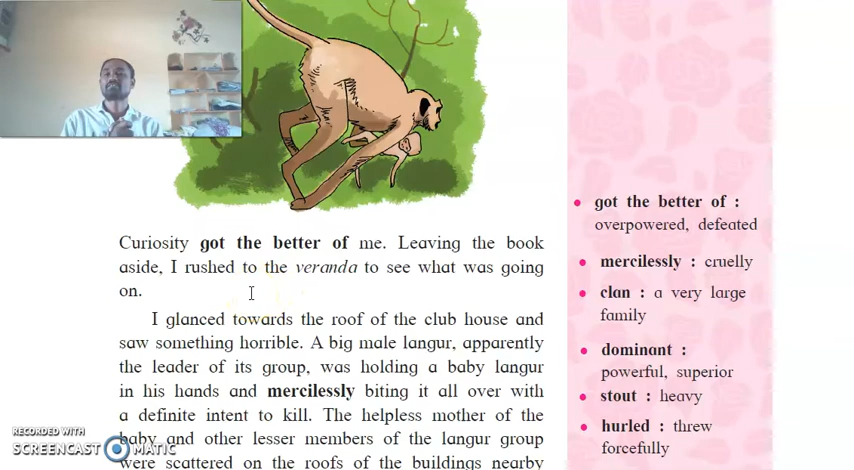 Curiosity got the better of me. Leaving the book
aside, I rushed to the veranda to see what was going
on.
I glanced towards the roof of the club house and
saw something horrible. A big male langur, apparently
the leader of its group, was holding a baby langur
in his hands and mercilessly biting it all over with
a definite intent to kill. The helpless mother of the
baby and other lesser members of the langur group
were scattered on the roofs of the buildings nearby
got the better of :
overpowered, defeated
mercilessly : cruelly
clan : a very large
family
dominant :
powerful, superior
stout : heavy
hurled : threw
forcefully
RECORDED WITH
SCREENCAST MATIC